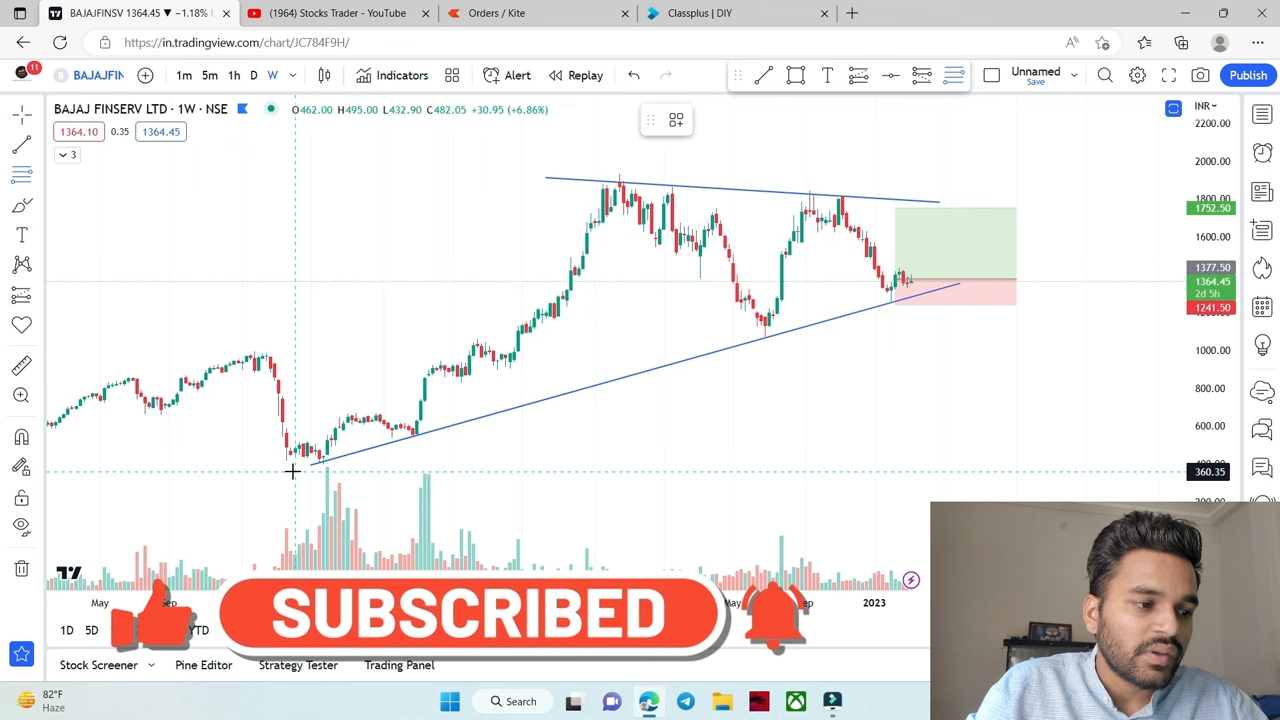 BAJAJFINSV 1364.45 ▼ −1.18% U
(1964) Stocks Trader - YouTube
Orders / Kite
Classplus | DIY
https://in.tradingview.com/chart/JC784F9H/
11
BAJAJFIN
1m 5m 1h D W
Indicators
Alert
Replay
Unnamed
Save
Publish
BAJAJ FINSERV LTD · 1W · NSE
O462.00 H495.00 L432.90 C482.05 +30.95 (+6.86%)
INR
1364.10 0.35 1364.45
3
2200.00
2000.00
1800.00
1752.50
1600.00
1377.50
1364.45
2d 5h
1241.50
1000.00
800.00
600.00
360.35
May
Sep
May
Sep
2023
SUBSCRIBED
1D 5D YTD
Stock Screener
Pine Editor
Strategy Tester
Trading Panel
82°F
Haze
Search